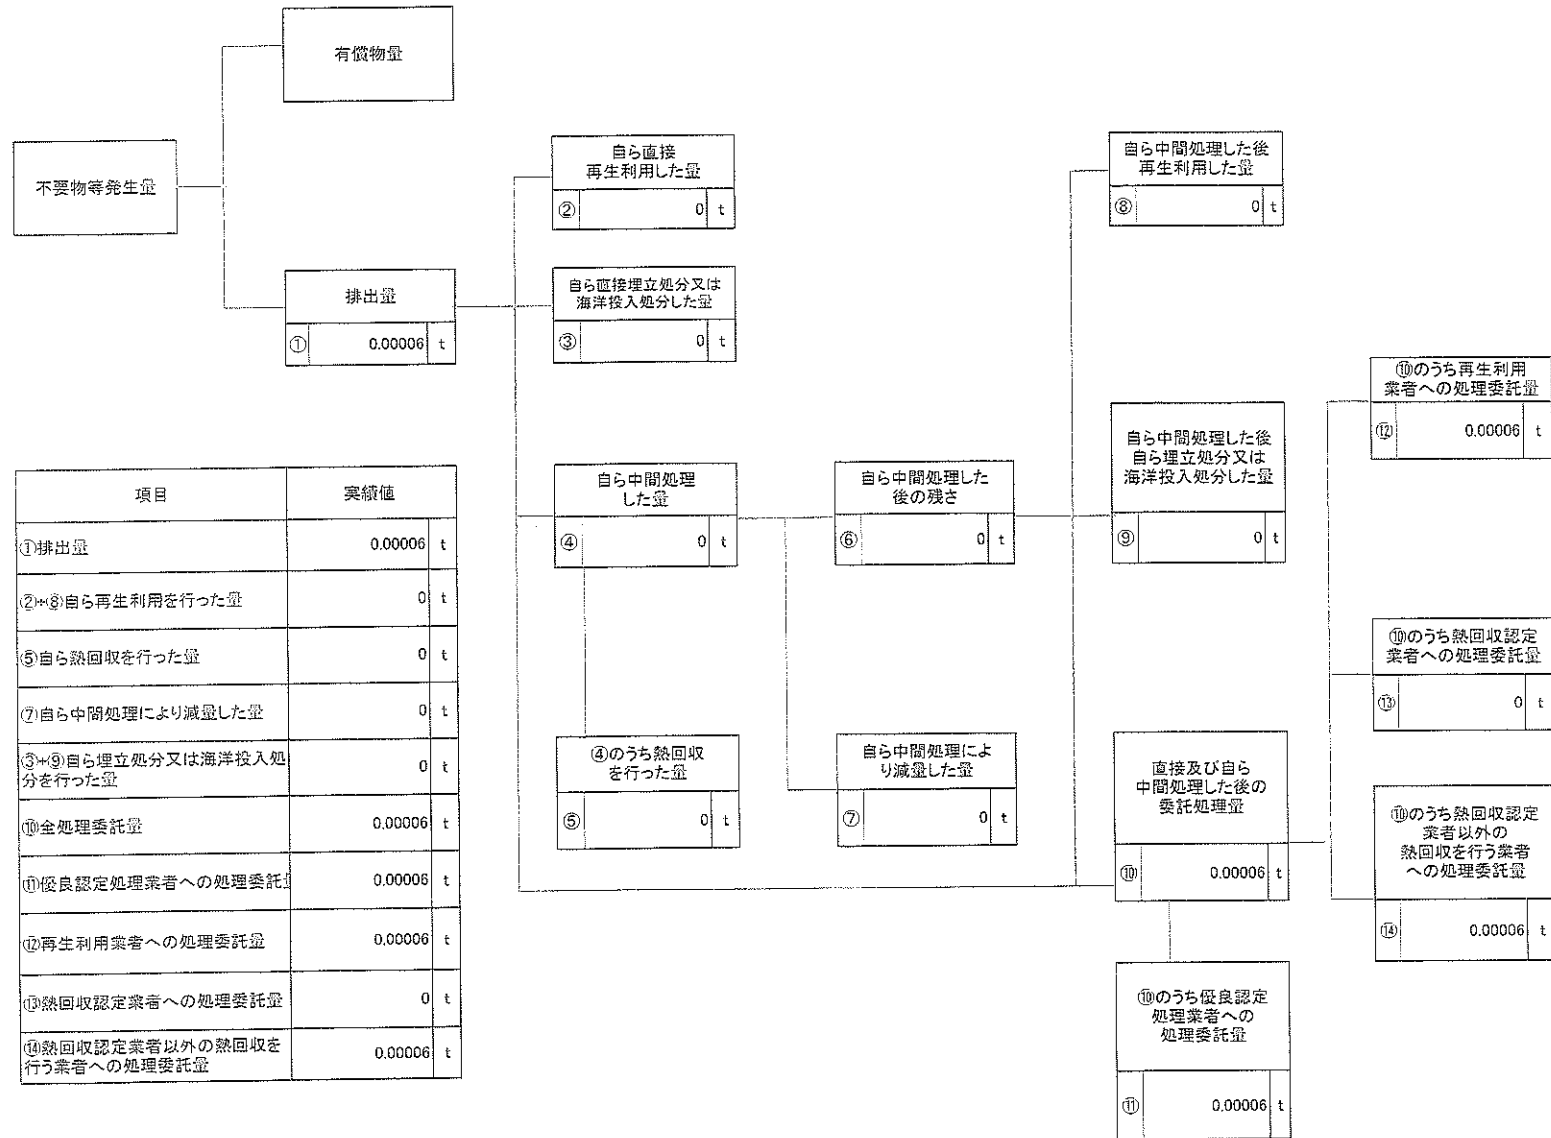 有償物量
不要物等発生量
排出量
① 0.00006 t
自ら直接
再生利用した量
② 0 t
自ら直接埋立処分又は
海洋投入処分した量
③ 0 t
自ら中間処理
した量
④ 0 t
④のうち熱回収
を行った量
⑤ 0 t
自ら中間処理した
後の残さ
⑥ 0 t
自ら中間処理によ
り減量した量
⑦ 0 t
自ら中間処理した後
再生利用した量
⑧ 0 t
自ら中間処理した後
自ら埋立処分又は
海洋投入処分した量
⑨ 0 t
直接及び自ら
中間処理した後の
委託処理量
⑩ 0.00006 t
⑩のうち優良認定
処理業者への
処理委託量
⑪ 0.00006 t
⑩のうち再生利用
業者への処理委託量
⑫ 0.00006 t
⑩のうち熱回収認定
業者への処理委託量
⑬ 0 t
⑩のうち熱回収認定
業者以外の
熱回収を行う業者
への処理委託量
⑭ 0.00006 t
項目 実績値
①排出量 0.00006 t
②+⑧自ら再生利用を行った量 0 t
⑤自ら熱回収を行った量 0 t
⑦自ら中間処理により減量した量 0 t
③+⑨自ら埋立処分又は海洋投入処
分を行った量 0 t
⑩全処理委託量 0.00006 t
⑪優良認定処理業者への処理委託 0.00006 t
⑫再生利用業者への処理委託量 0.00006 t
⑬熱回収認定業者への処理委託量 0 t
⑭熱回収認定業者以外の熱回収を
行う業者への処理委託量 0.00006 t